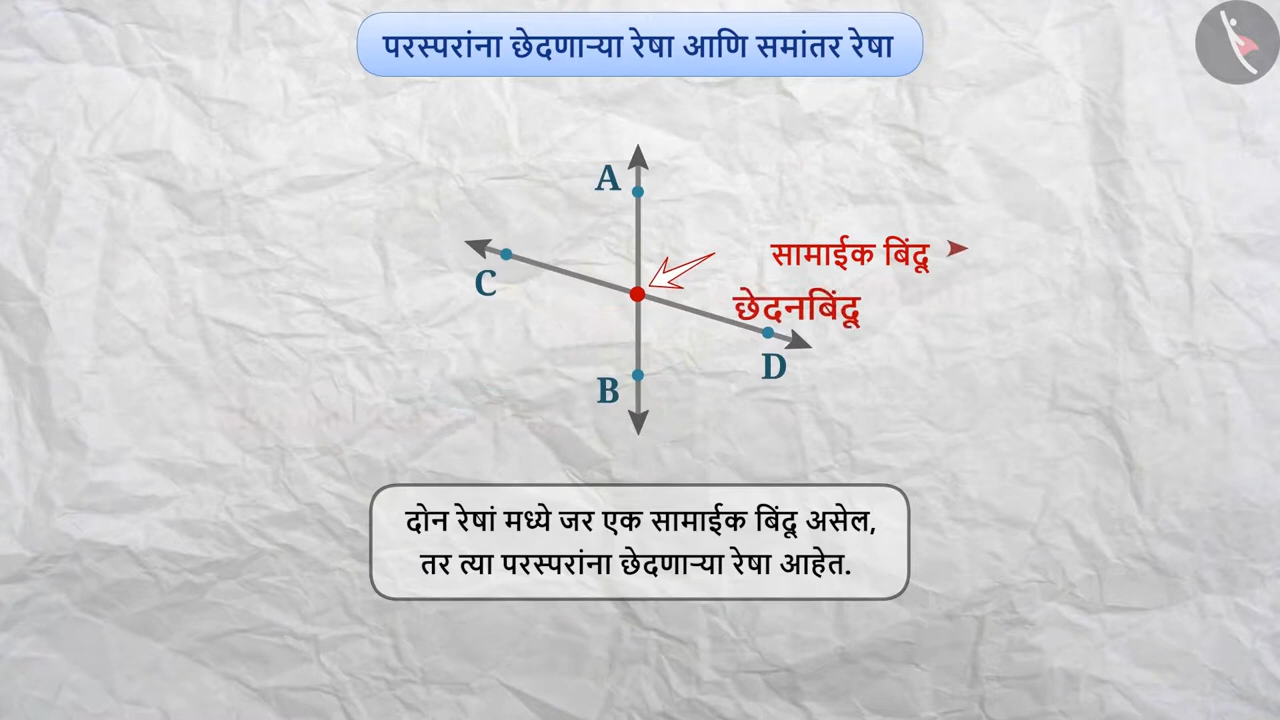 परस्परांना छेदणाऱ्या रेषा आणि समांतर रेषा
A
C
सामाईक बिंदू
छेदनबिंदू
D
B
दोन रेषां मध्ये जर एक सामाईक बिंदू असेल,
तर त्या परस्परांना छेदणाऱ्या रेषा आहेत.